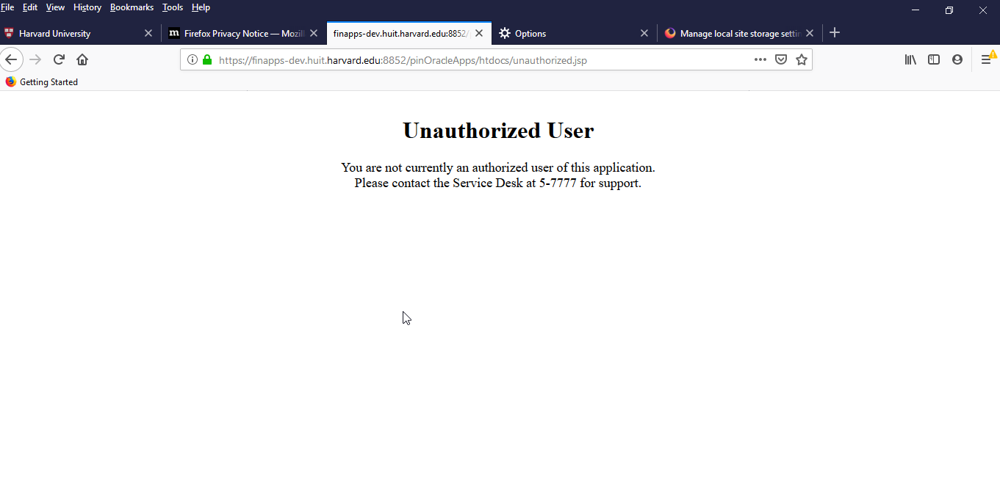 File Edit View History Bookmarks Tools Help
Harvard University
Firefox Privacy Notice — Mozil
finapps-dev.huit.harvard.edu:8852/
Options
Manage local site storage settin
https://finapps-dev.huit.harvard.edu:8852/pinOracleApps/htdocs/unauthorized.jsp
Getting Started
Unauthorized User
You are not currently an authorized user of this application.
Please contact the Service Desk at 5-7777 for support.